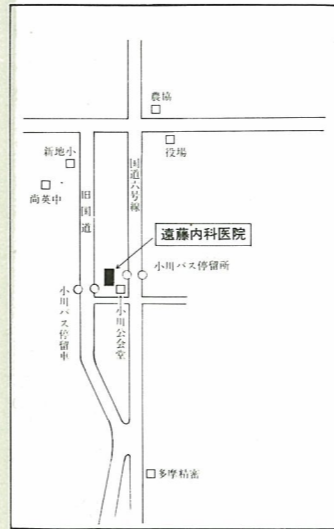 農協
役場
新地小
尚英中
旧国道
国道六号線
遠藤内科医院
小川バス停留所
小川バス停留車
小川公会堂
多摩精密